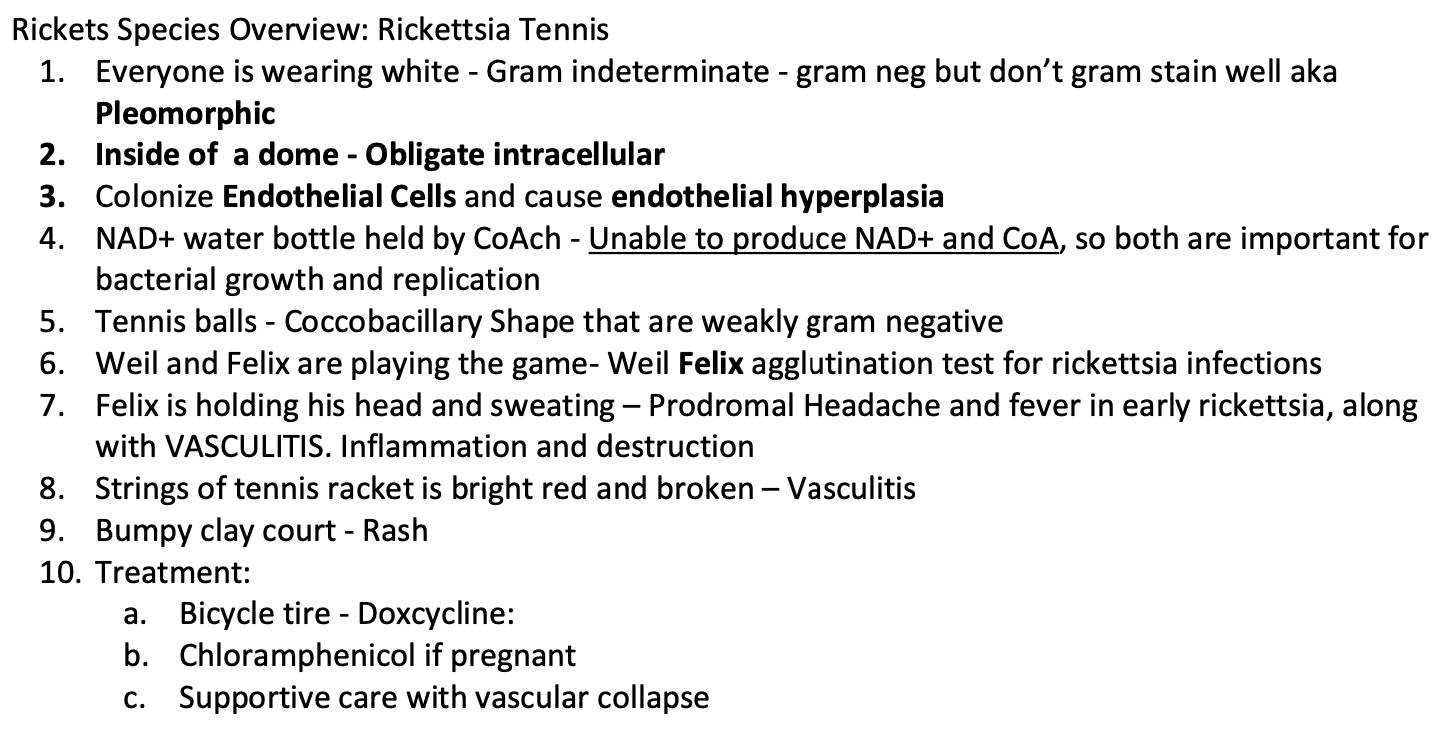 Rickets Species Overview: Rickettsia Tennis
1. Everyone is wearing white - Gram indeterminate - gram neg but don’t gram stain well aka
Pleomorphic
2. Inside of  a dome - Obligate intracellular
3. Colonize Endothelial Cells and cause endothelial hyperplasia
4. NAD+ water bottle held by CoAch - Unable to produce NAD+ and CoA, so both are important for
bacterial growth and replication
5. Tennis balls - Coccobacillary Shape that are weakly gram negative
6. Weil and Felix are playing the game- Weil Felix agglutination test for rickettsia infections
7. Felix is holding his head and sweating – Prodromal Headache and fever in early rickettsia, along
with VASCULITIS. Inflammation and destruction
8. Strings of tennis racket is bright red and broken – Vasculitis
9. Bumpy clay court - Rash
10. Treatment:
a. Bicycle tire - Doxcycline:
b. Chloramphenicol if pregnant
c. Supportive care with vascular collapse